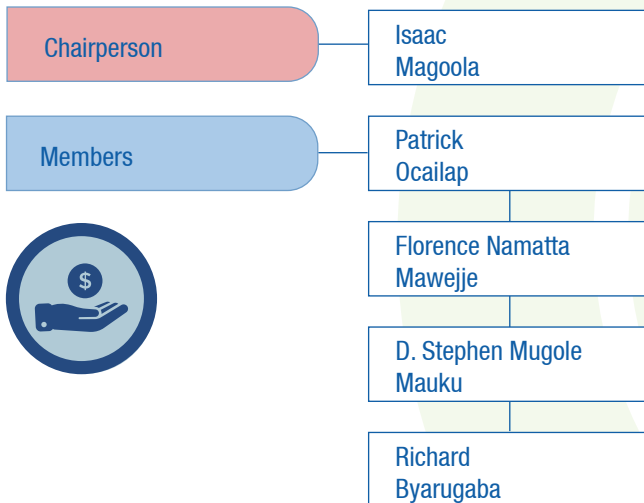 Chairperson
Isaac
Magoola
Members
Patrick
Ocailap
$
Florence Namatta
Mawejje
D. Stephen Mugole
Mauku
Richard
Byarugaba